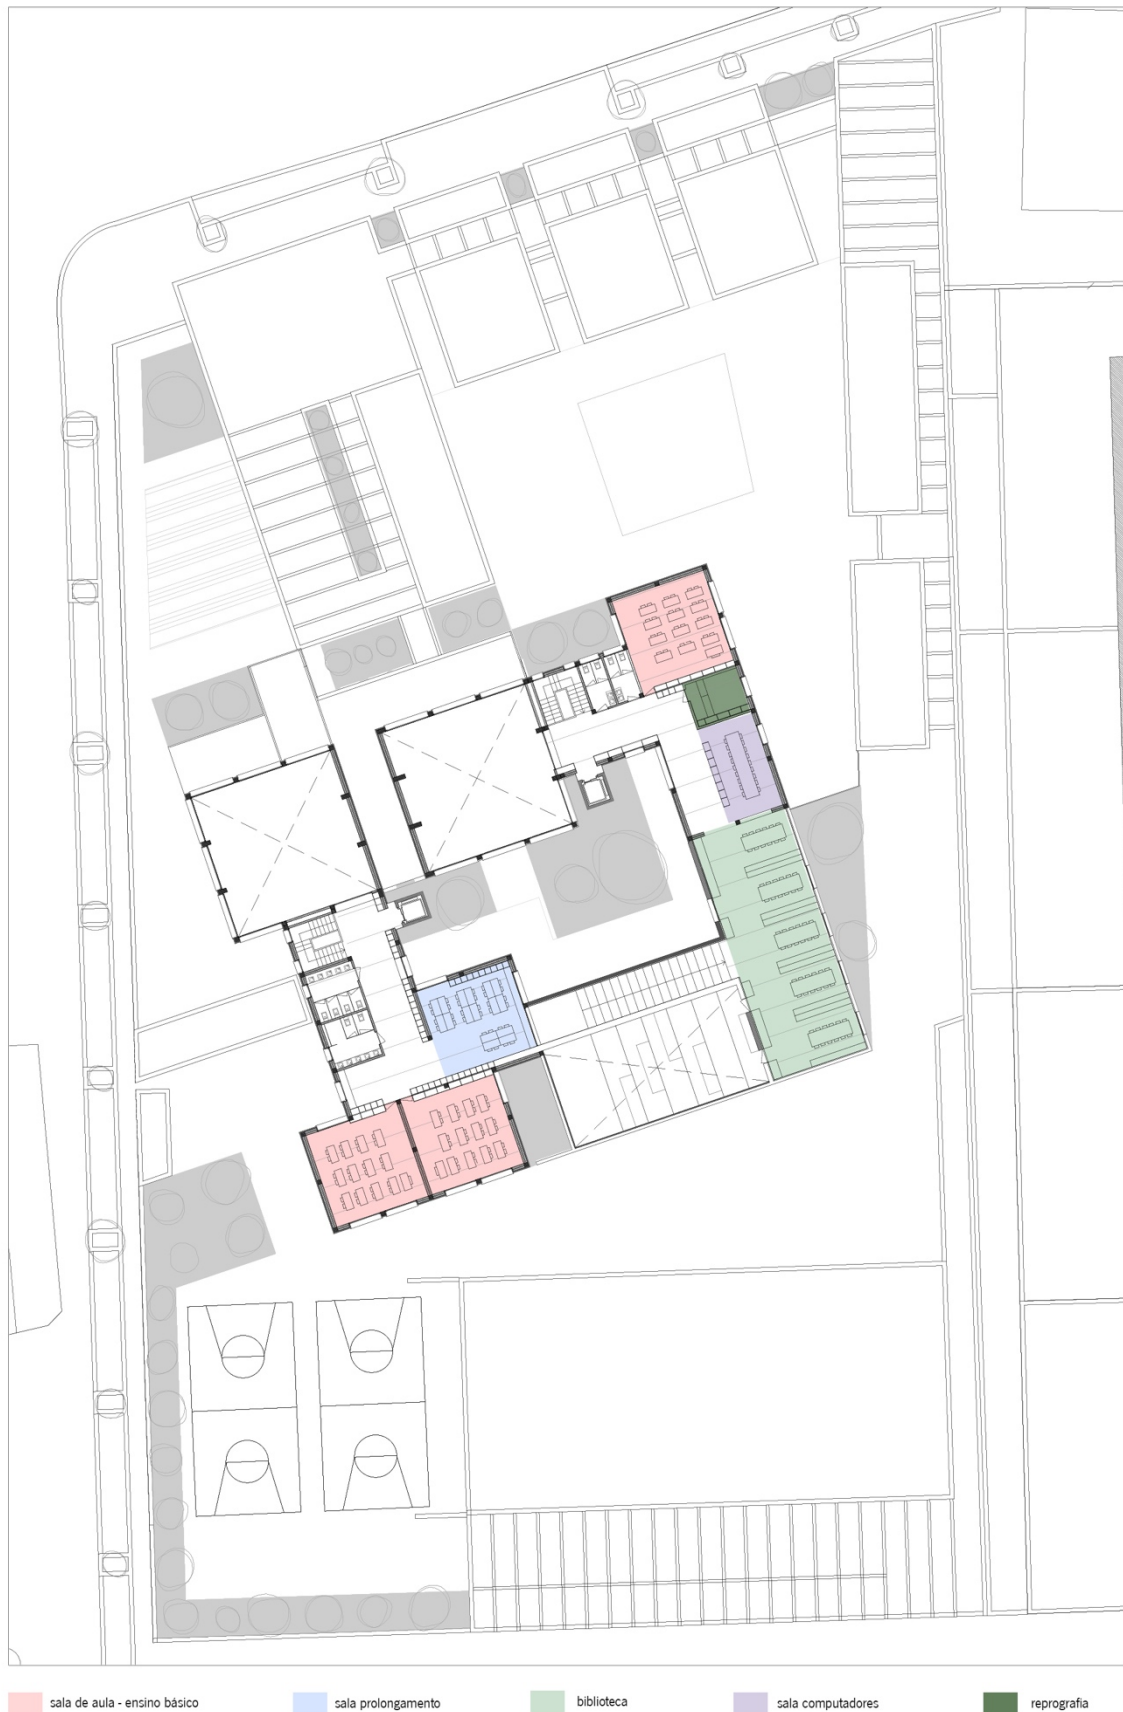 sala de aula - ensino básico
sala prolongamento
biblioteca
sala computadores
reprografia